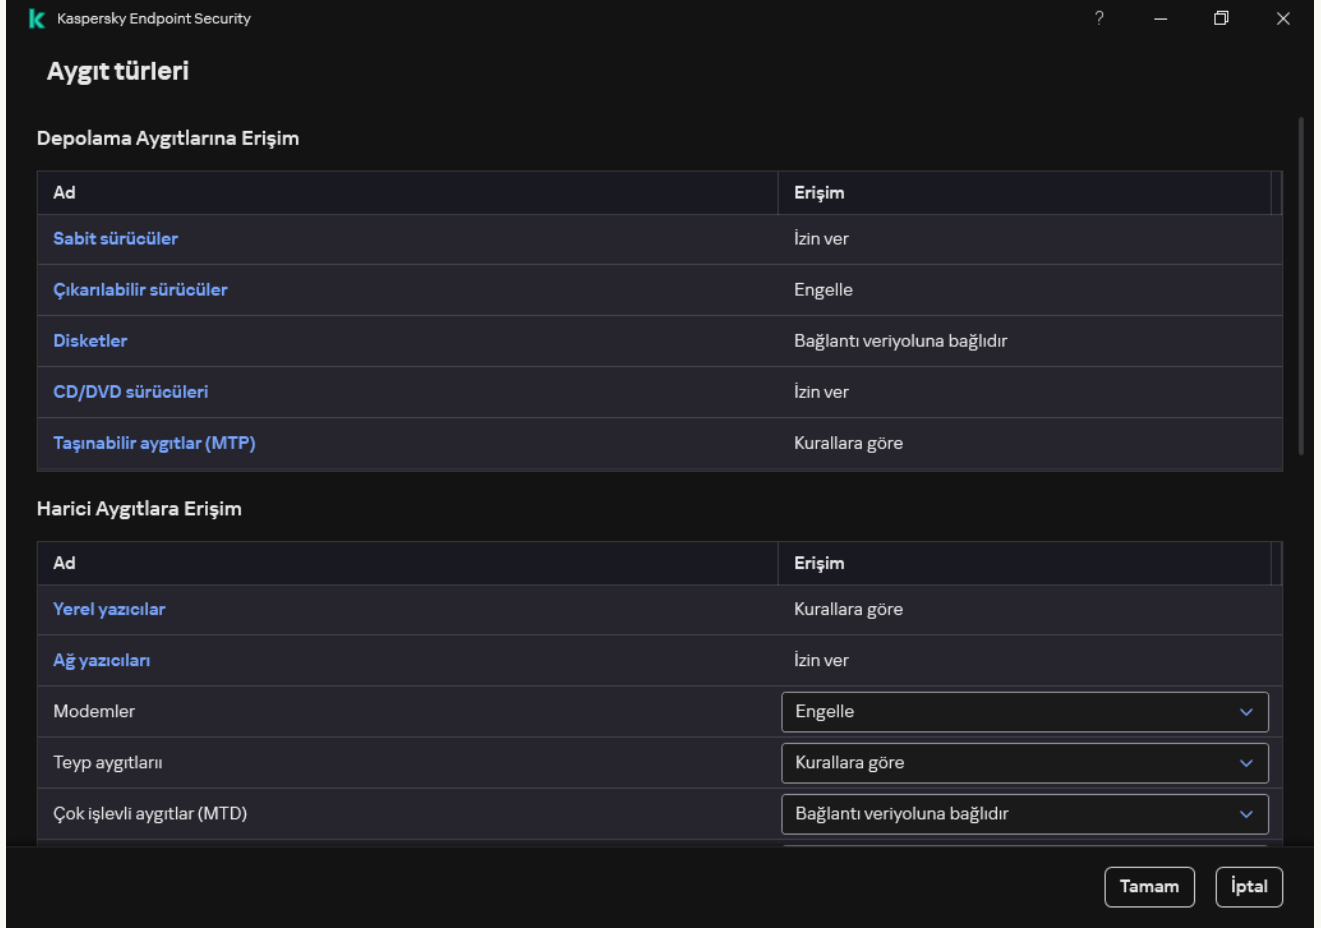 Kaspersky Endpoint Security
Aygıt türleri
Depolama Aygıtlarına Erişim
Ad Erişim
Sabit sürücüler İzin ver
Çıkarılabilir sürücüler Engelle
Disketler Bağlantı veriyoluna bağlıdır
CD/DVD sürücüleri İzin ver
Taşınabilir aygıtlar (MTP) Kurallara göre
Harici Aygıtlara Erişim
Ad Erişim
Yerel yazıcılar Kurallara göre
Ağ yazıcıları İzin ver
Modemler Engelle
Teyp aygıtlarıı Kurallara göre
Çok işlevli aygıtlar (MTD) Bağlantı veriyoluna bağlıdır
Tamam İptal